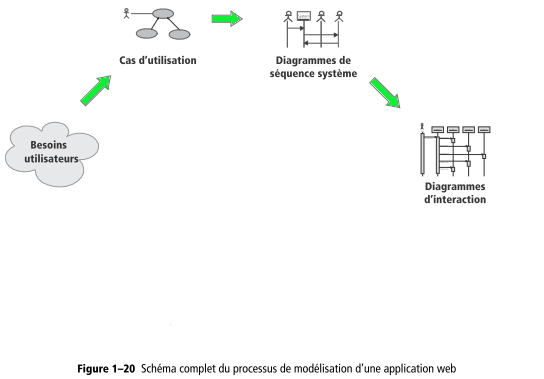 Cas d'utilisation
Diagrammes de
séquence système
Besoins
utilisateurs
Diagrammes
d'interaction
Figure 1–20 Schéma complet du processus de modélisation d'une application web